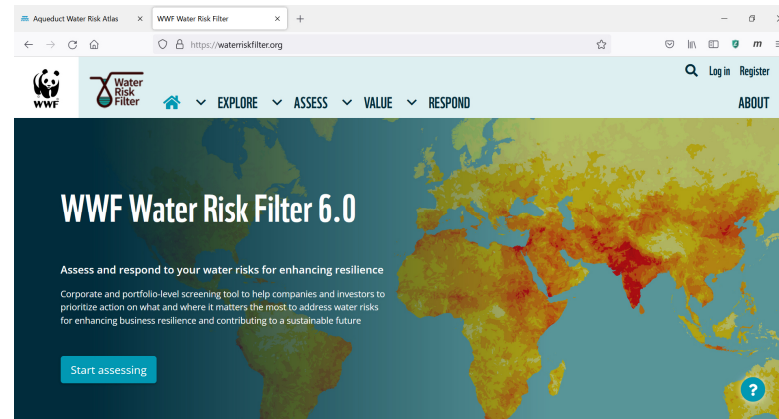 Aqueduct Water Risk Atlas
WWF Water Risk Filter
https://waterriskfilter.org
Log in Register
WWF
Water
Risk
Filter
EXPLORE ASSESS VALUE RESPOND
ABOUT
WWF Water Risk Filter 6.0
Assess and respond to your water risks for enhancing resilience
Corporate and portfolio-level screening tool to help companies and investors to
prioritize action on what and where it matters the most to address water risks
for enhancing business resilience and contributing to a sustainable future
Start assessing
?